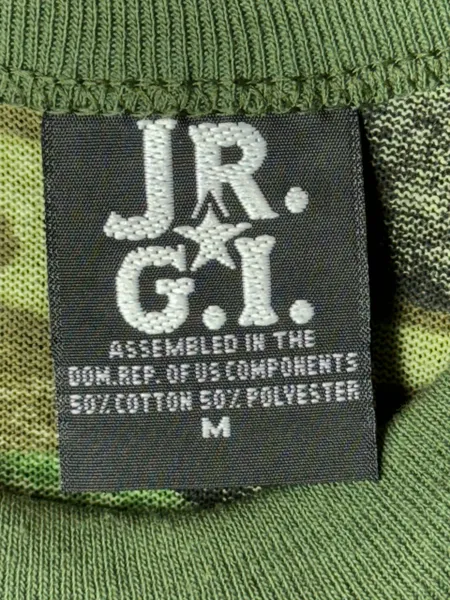 JR.
G.I.
ASSEMBLED IN THE
DOM.REP. OF US COMPONENTS
50% COTTON 50% POLYESTER
M